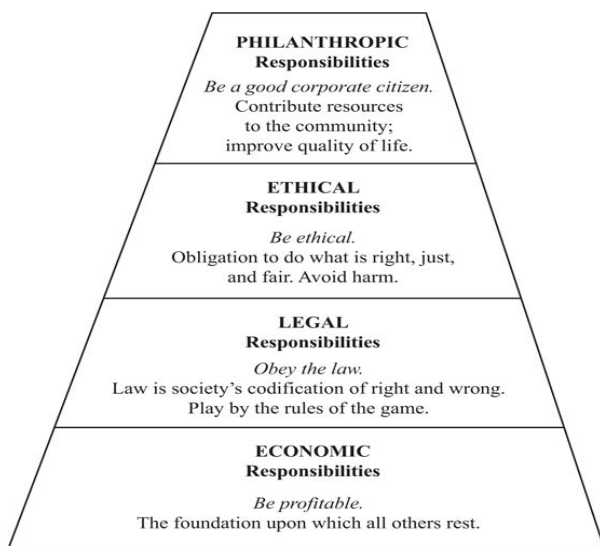 PHILANTHROPIC
Responsibilities
Be a good corporate citizen.
Contribute resources
to the community;
improve quality of life.
ETHICAL
Responsibilities
Be ethical.
Obligation to do what is right, just,
and fair. Avoid harm.
LEGAL
Responsibilities
Obey the law.
Law is society’s codification of right and wrong.
Play by the rules of the game.
ECONOMIC
Responsibilities
Be profitable.
The foundation upon which all others rest.